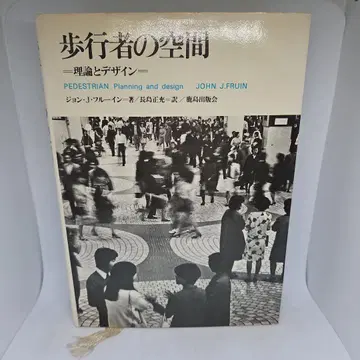 歩行者の空間
=理論とデザイン=
PEDESTRIAN Planning and design JOHN J.FRUIN
ジョン・J・フルーイン=著/長島正充=訳/鹿島出版会